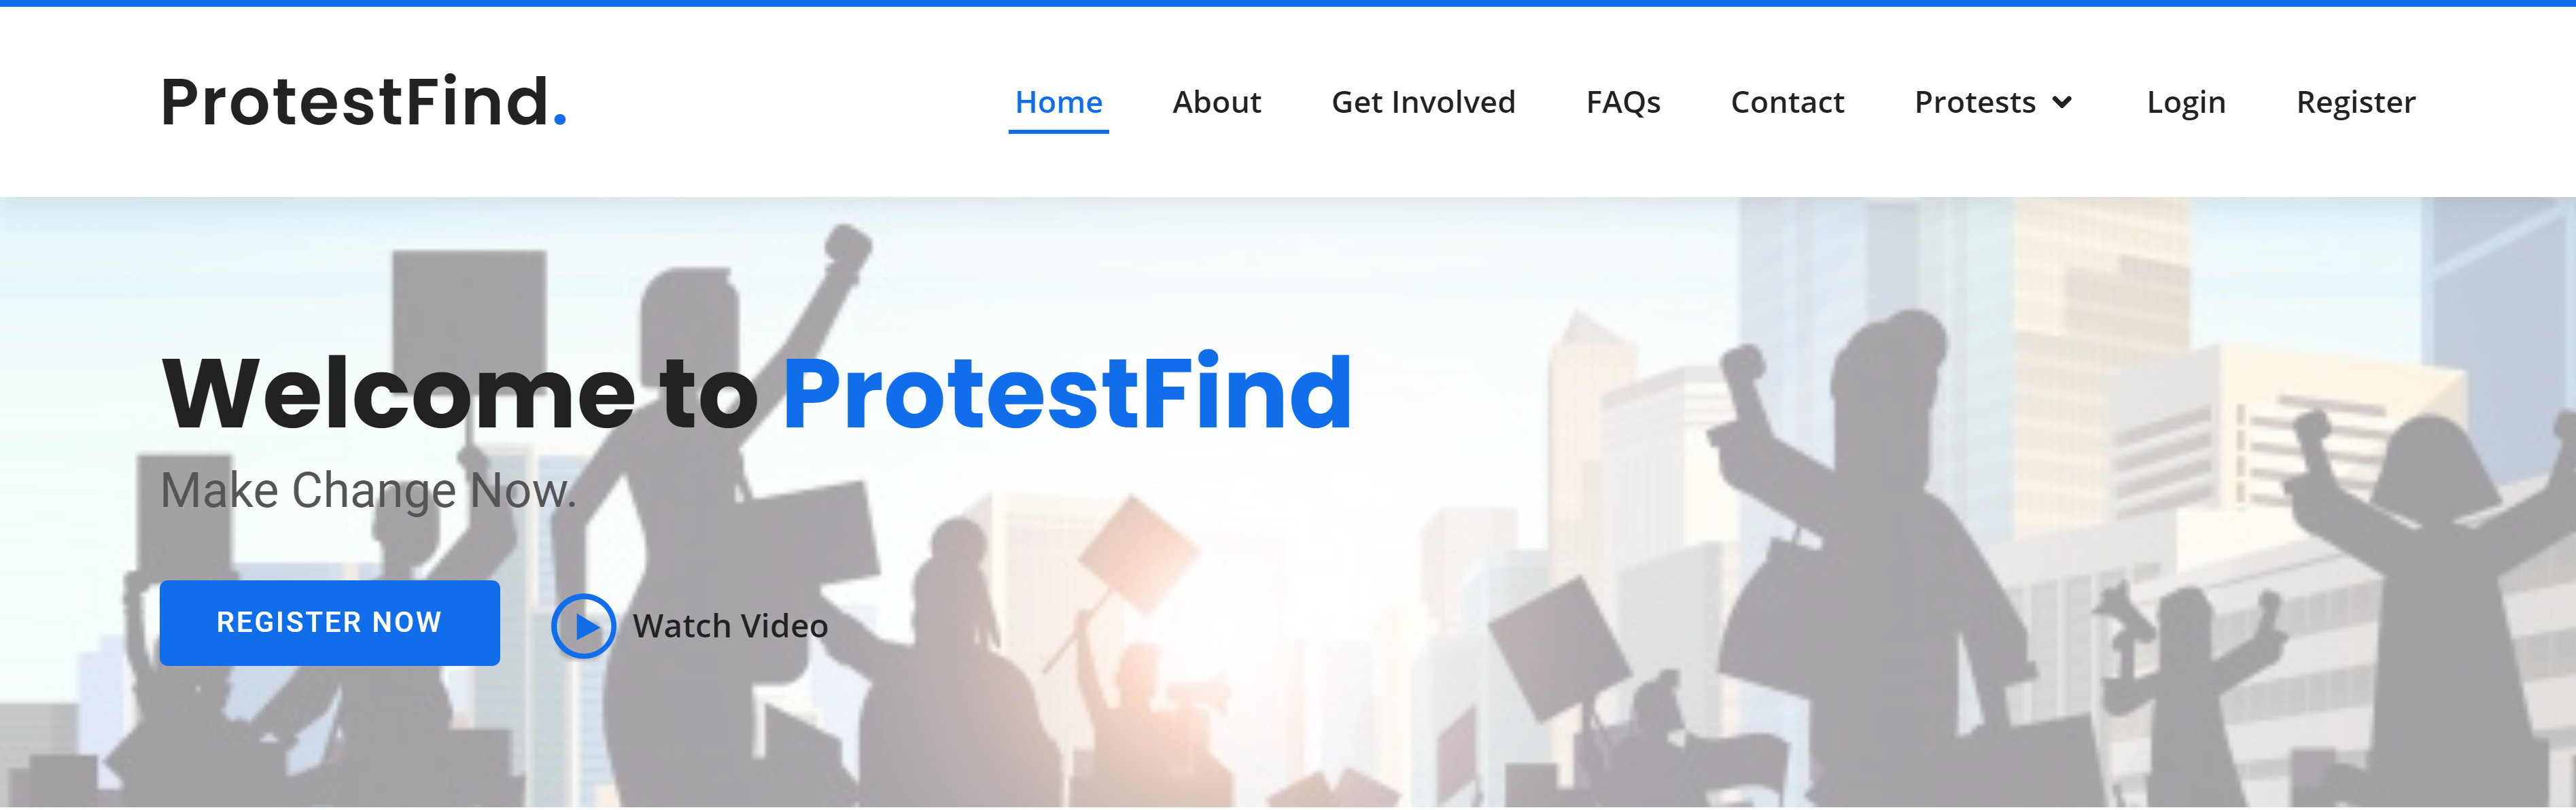 ProtestFind.
Home About Get Involved FAQs Contact Protests Login Register
Welcome to ProtestFind
Make Change Now.
REGISTER NOW Watch Video